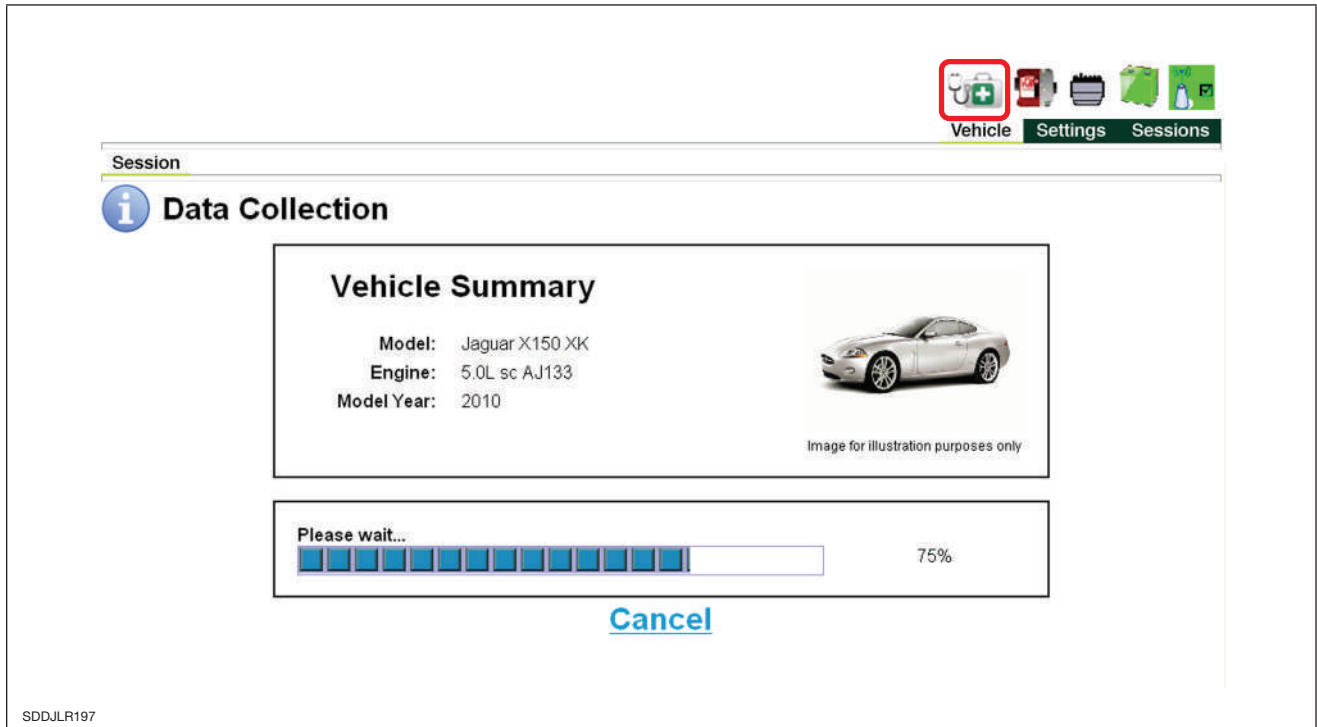 Vehicle Settings Sessions
Session
Data Collection
Vehicle Summary
Model: Jaguar X150 XK
Engine: 5.0L sc AJ133
Model Year: 2010
Image for illustration purposes only
Please wait...
75%
Cancel
SDDJLR197